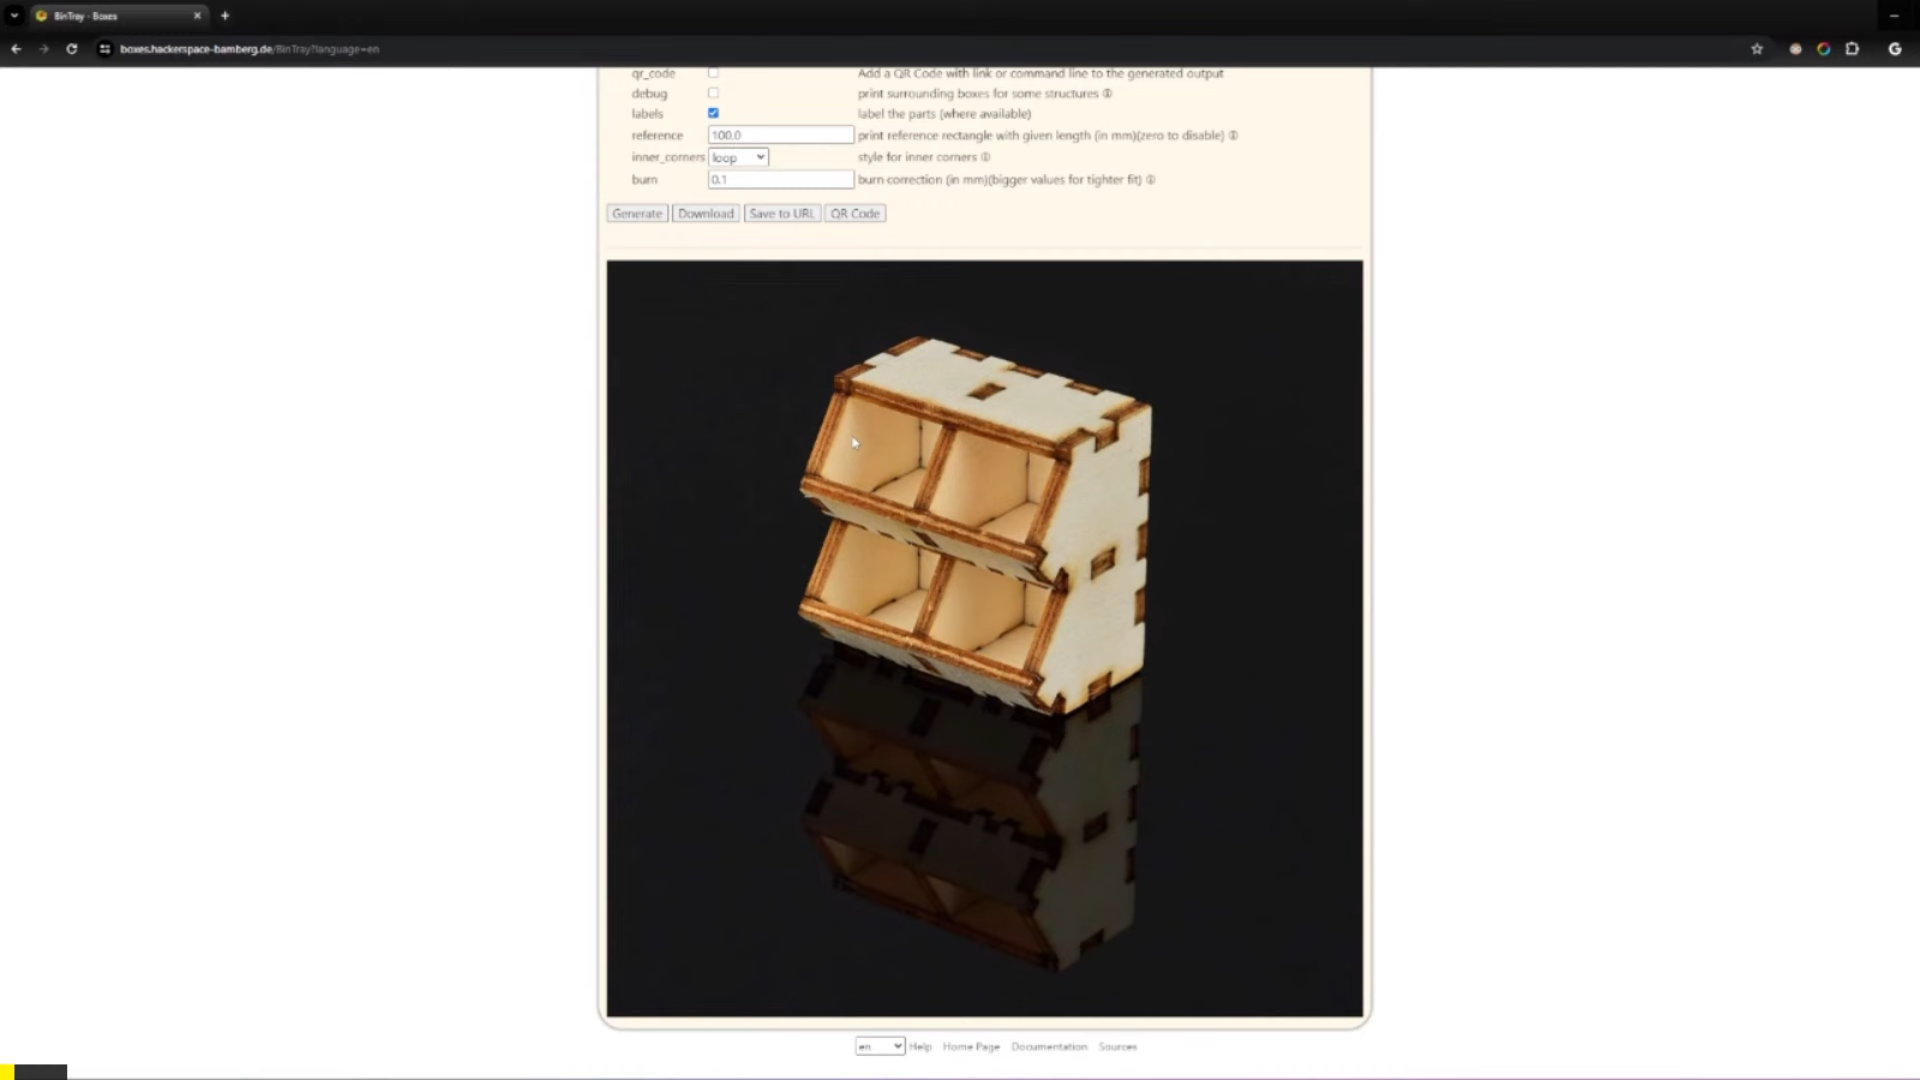 BinTray - Boxes
boxes.hackerspace-bamberg.de/BinTray?language=en
qr_code Add a QR Code with link or command line to the generated output
debug print surrounding boxes for some structures
labels label the parts (where available)
reference 100.0 print reference rectangle with given length (in mm)(zero to disable)
inner_corners loop style for inner corners
burn 0.1 burn correction (in mm)(bigger values for tighter fit)
Generate Download Save to URL QR Code
en Help Home Page Documentation Sources